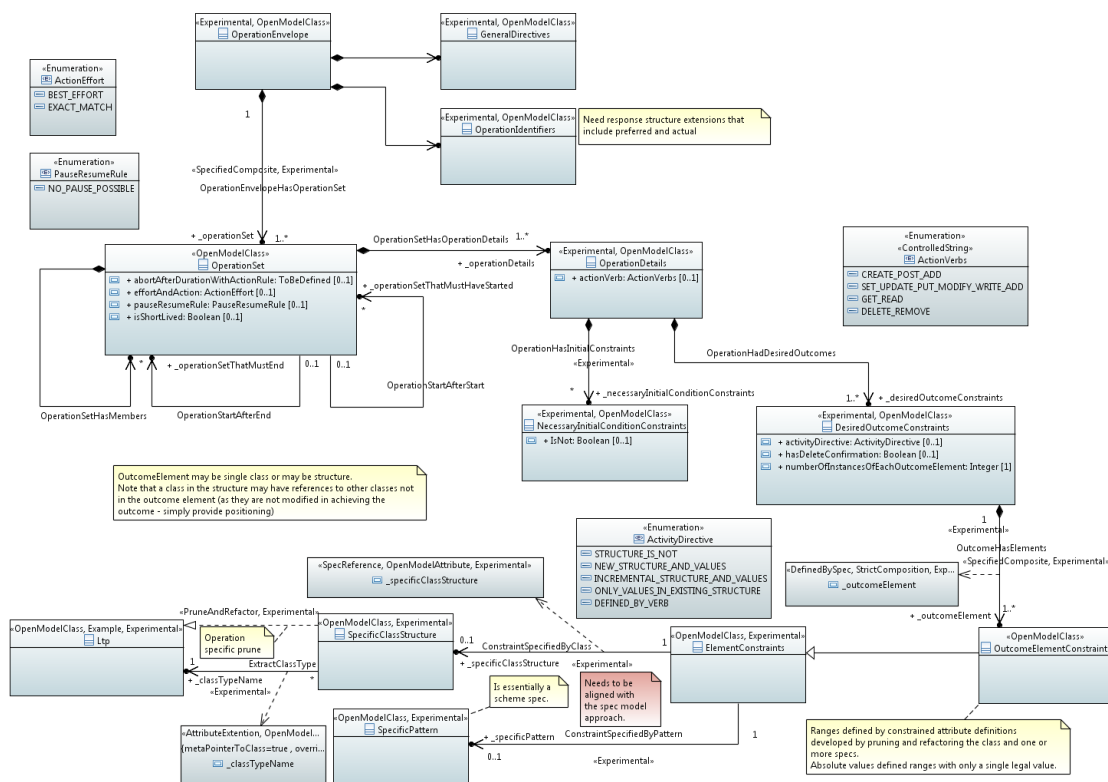 «Experimental, OpenModelClass»
OperationEnvelope
«Experimental, OpenModelClass»
GeneralDirectives
«Enumeration»
ActionEffort
BEST_EFFORT
EXACT_MATCH
1
«Experimental, OpenModelClass»
OperationIdentifiers
Need response structure extensions that
include preferred and actual
«Enumeration»
PauseResumeRule
NO_PAUSE_POSSIBLE
«SpecifiedComposite, Experimental»
OperationEnvelopeHasOperationSet
+ _operationSet
1..*
«OpenModelClass»
OperationSet
+ abortAfterDurationWithActionRule: ToBeDefined [0..1]
+ effortAndAction: ActionEffort [0..1]
+ pauseResumeRule: PauseResumeRule [0..1]
+ isShortLived: Boolean [0..1]
OperationSetHasOperationDetails
1..*
+ _operationDetails
+ _operationSetThatMustHaveStarted
*
«Experimental, OpenModelClass»
OperationDetails
+ actionVerb: ActionVerbs [0..1]
«Enumeration»
«ControlledString»
ActionVerbs
CREATE_POST_ADD
SET_UPDATE_PUT_MODIFY_WRITE_ADD
GET_READ
DELETE_REMOVE
*
+ _operationSetThatMustEnd
0..1
0..1
OperationSetHasMembers
OperationStartAfterEnd
OperationStartAfterStart
OperationHasInitialConstraints
«Experimental»
OperationHadDesiredOutcomes
*
+ _necessaryInitialConditionConstraints
1..*
+ _desiredOutcomeConstraints
«Experimental, OpenModelClass»
NecessaryInitialConditionConstraints
+ IsNot: Boolean [0..1]
«Experimental, OpenModelClass»
DesiredOutcomeConstraints
+ activityDirective: ActivityDirective [0..1]
+ hasDeleteConfirmation: Boolean [0..1]
+ numberOfInstancesOfEachOutcomeElement: Integer [1]
OutcomeElement may be single class or may be structure.
Note that a class in the structure may have references to other classes not
in the outcome element (as they are not modified in achieving the
outcome - simply provide positioning)
«Enumeration»
ActivityDirective
STRUCTURE_IS_NOT
NEW_STRUCTURE_AND_VALUES
INCREMENTAL_STRUCTURE_AND_VALUES
ONLY_VALUES_IN_EXISTING_STRUCTURE
DEFINED_BY_VERB
1
«Experimental»
OutcomeHasElements
«SpecifiedComposite, Experimental»
«DefinedBySpec, StrictComposition, Exp...
_outcomeElement
+ _outcomeElement
1..*
«SpecReference, OpenModelAttribute, Experimental»
_specificClassStructure
«PruneAndRefactor, Experimental»
«OpenModelClass, Example, Experimental»
Ltp
Operation
specific prune
«OpenModelClass, Experimental»
SpecificClassStructure
0..1
ConstraintSpecifiedByClass
1
+ _specificClassStructure
«Experimental»
«OpenModelClass, Experimental»
ElementConstraints
«OpenModelClass»
OutcomeElementConstraint
1
ExtractClassType
+ _classTypeName
*
«Experimental»
Is essentially a
scheme spec.
Needs to be
aligned with
the spec model
approach.
ConstraintSpecifiedByPattern
«OpenModelClass, Experimental»
SpecificPattern
+ _specificPattern
1
0..1
«Experimental»
«AttributeExtention, OpenModel...
{metaPointerToClass=true , overri...
_classTypeName
Ranges defined by constrained attribute definitions
developed by pruning and refactoring the class and one or
more specs.
Absolute values defined ranges with only a single legal value.